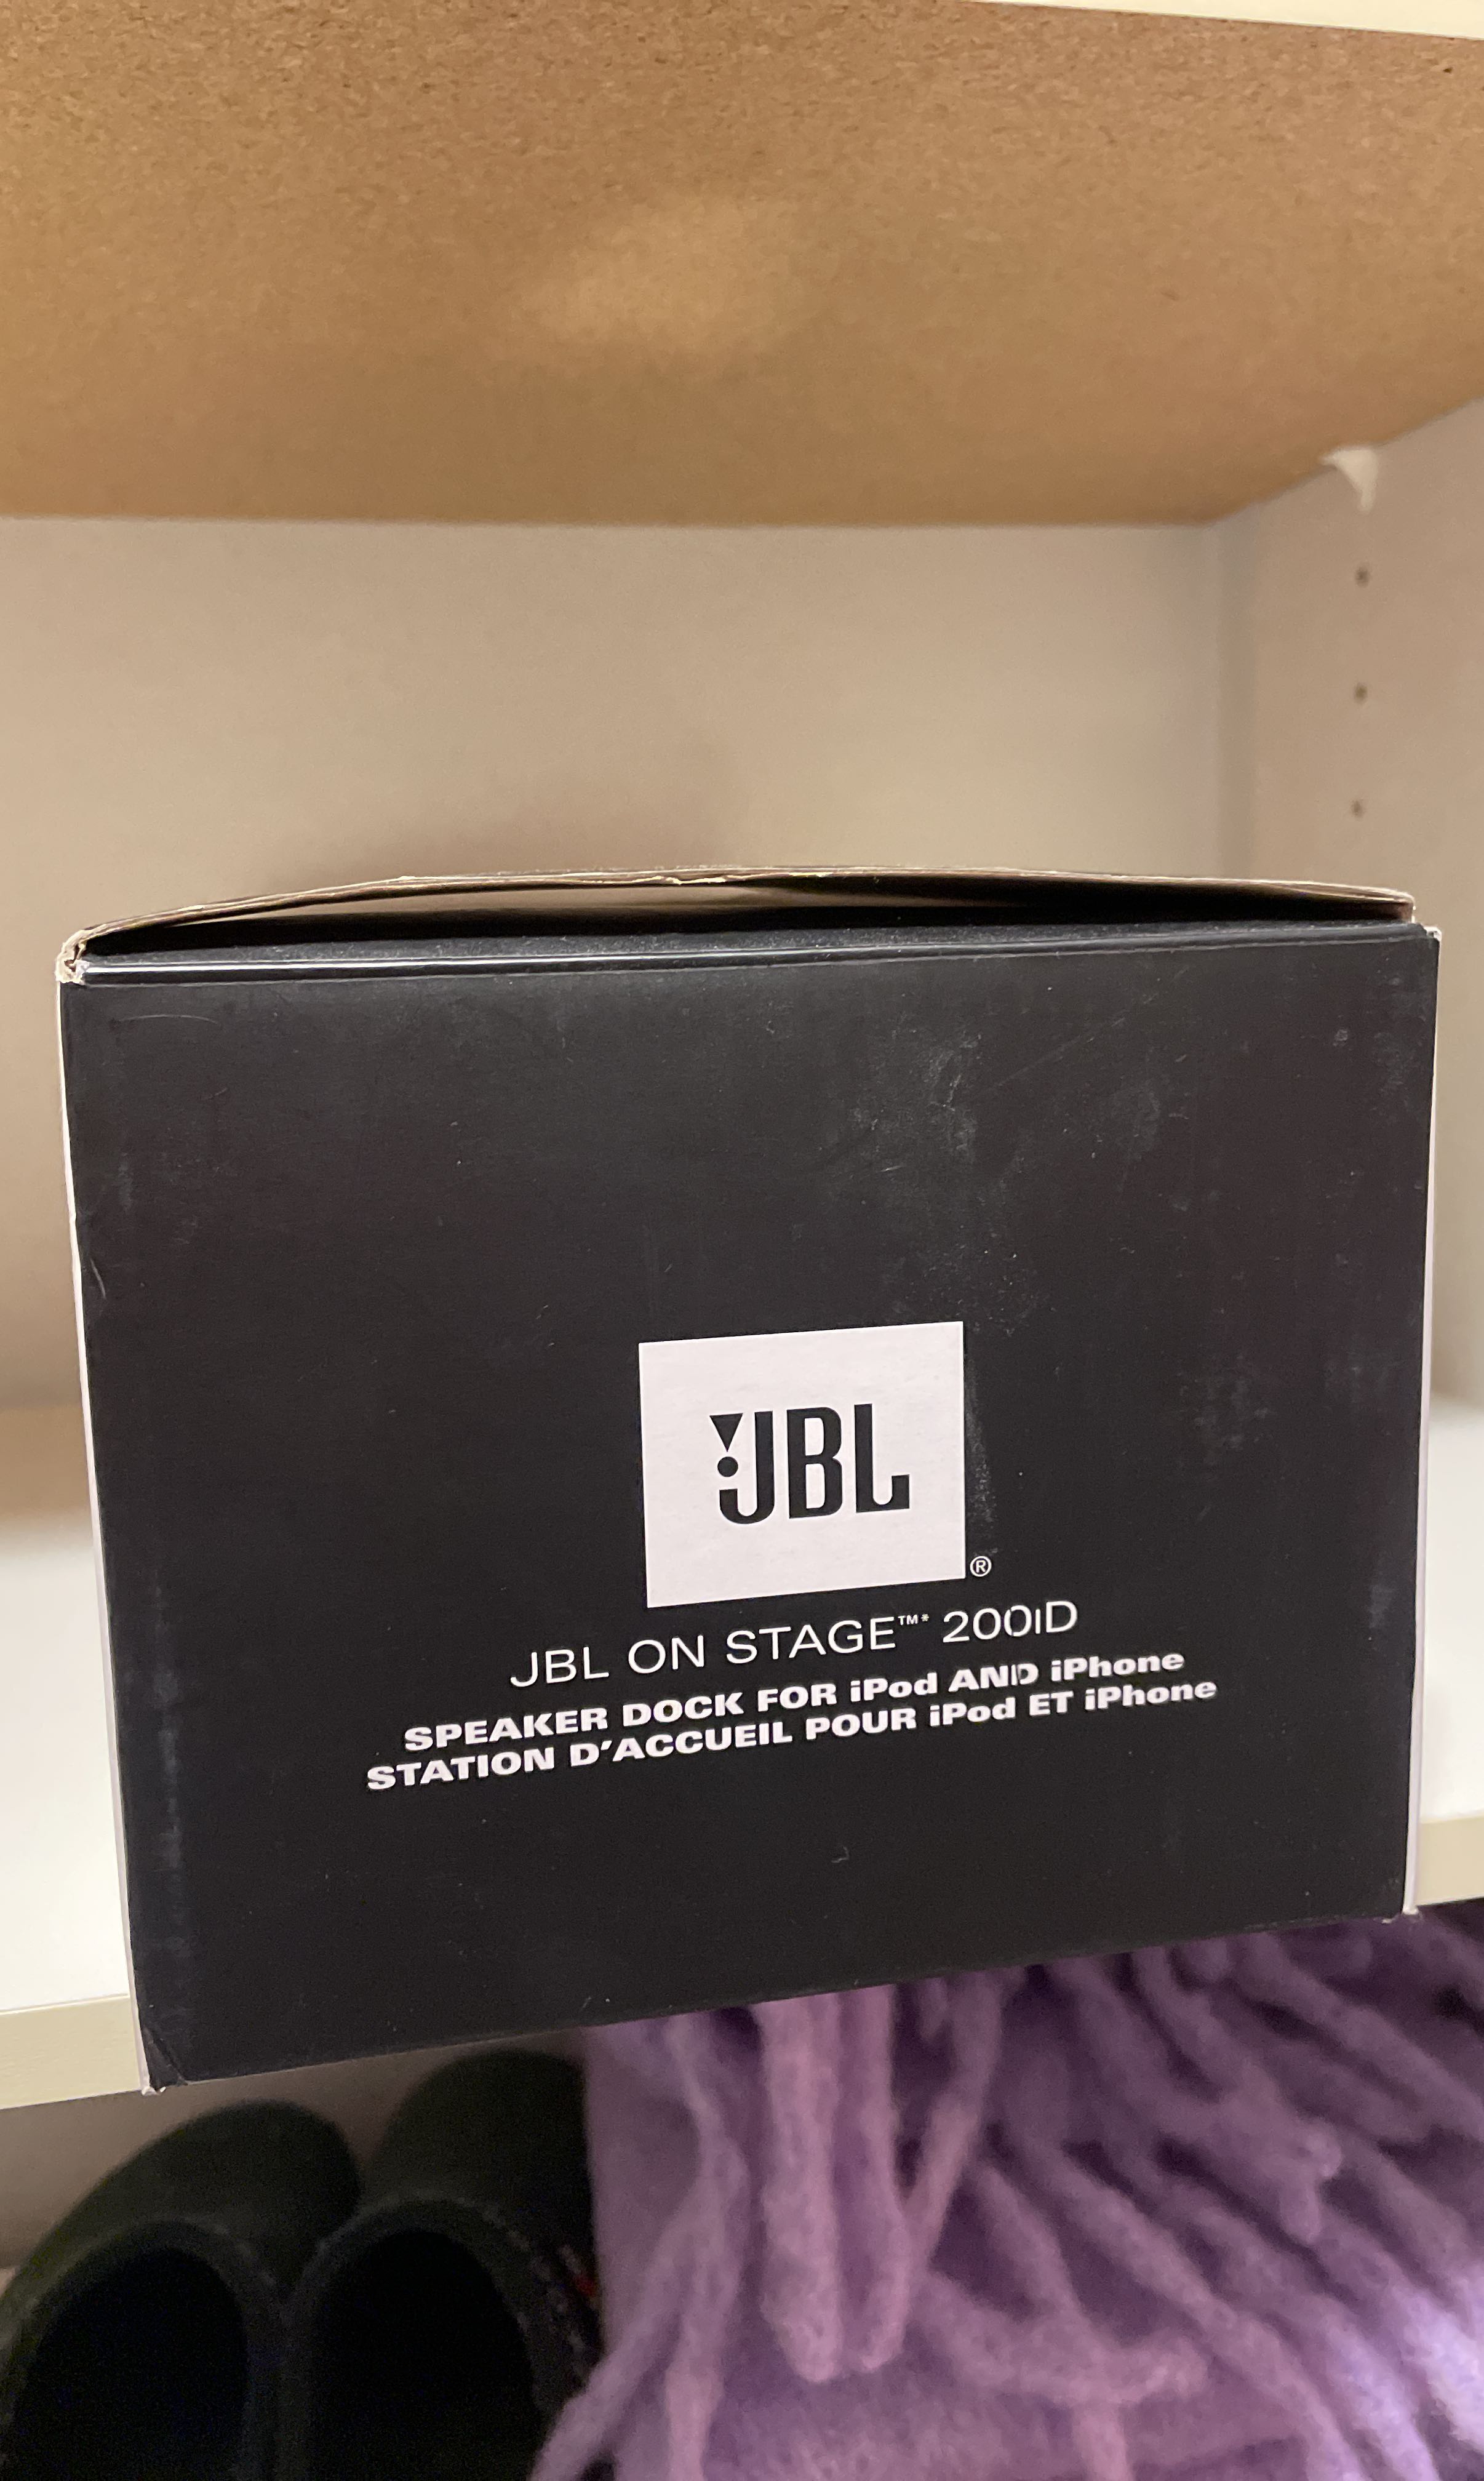 JBL
®
JBL ON STAGE™* 200iD
SPEAKER DOCK FOR iPod AND iPhone
STATION D'ACCUEIL POUR iPod ET iPhone